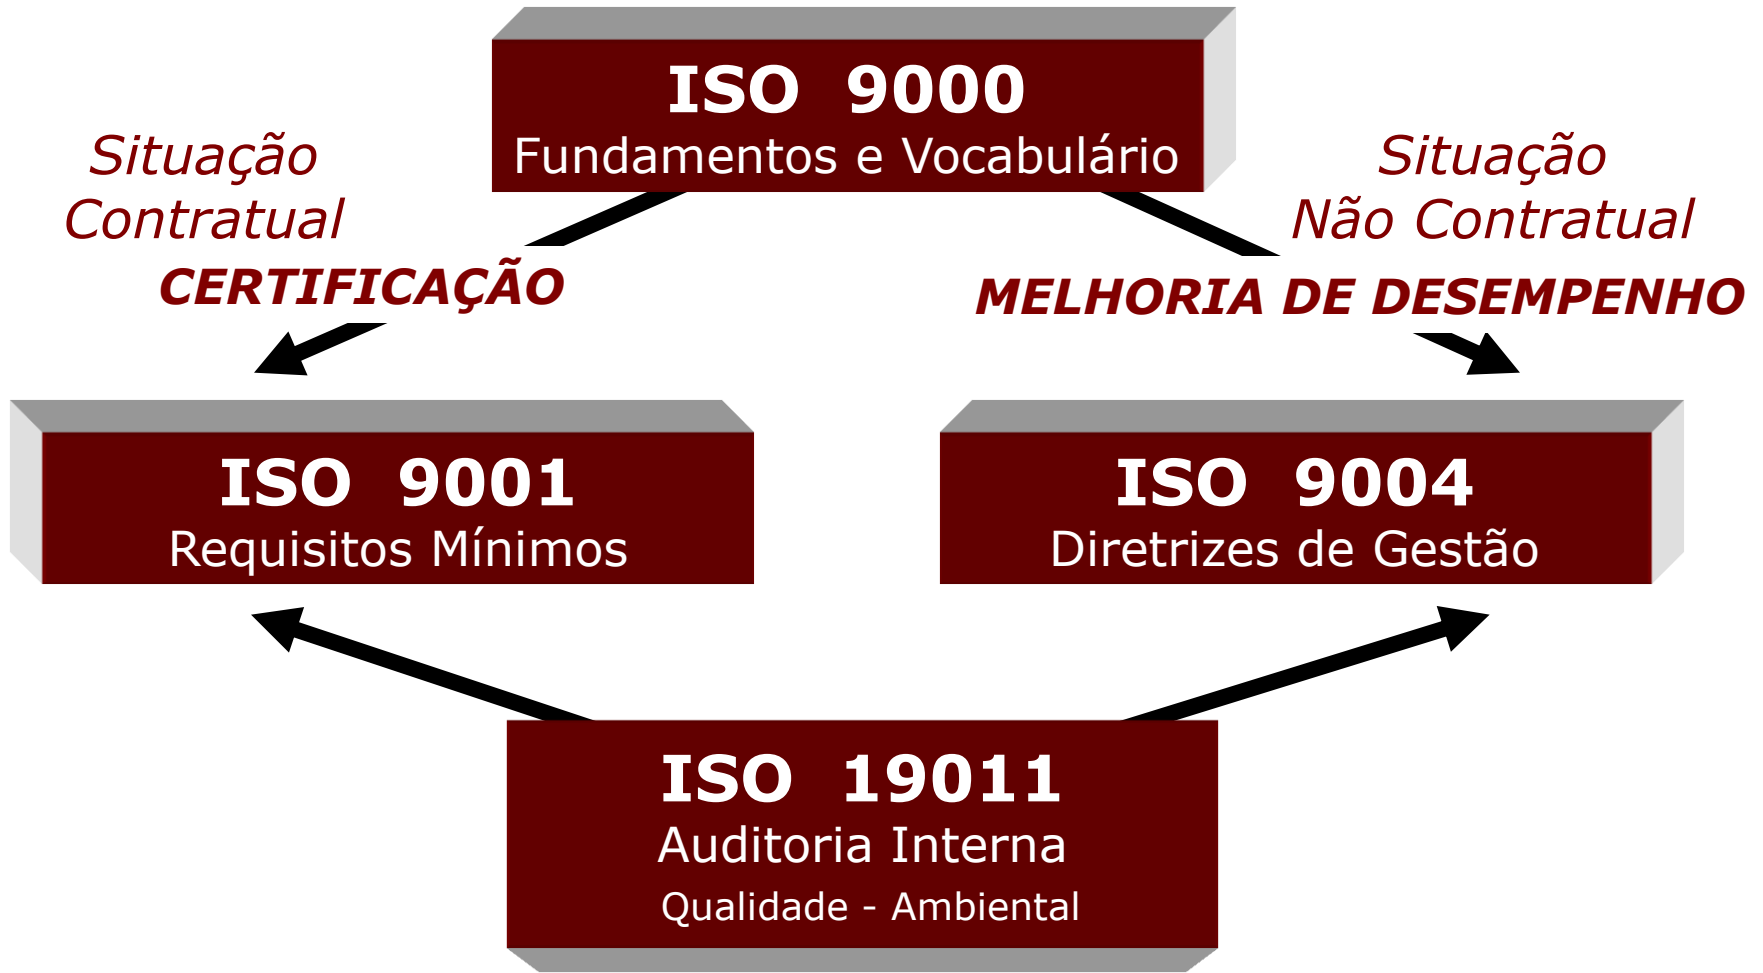 ISO 9000
Fundamentos e Vocabulário
Situação
Contratual
CERTIFICAÇÃO
Situação
Não Contratual
MELHORIA DE DESEMPENHO
ISO 9001
Requisitos Mínimos
ISO 9004
Diretrizes de Gestão
ISO 19011
Auditoria Interna
Qualidade - Ambiental